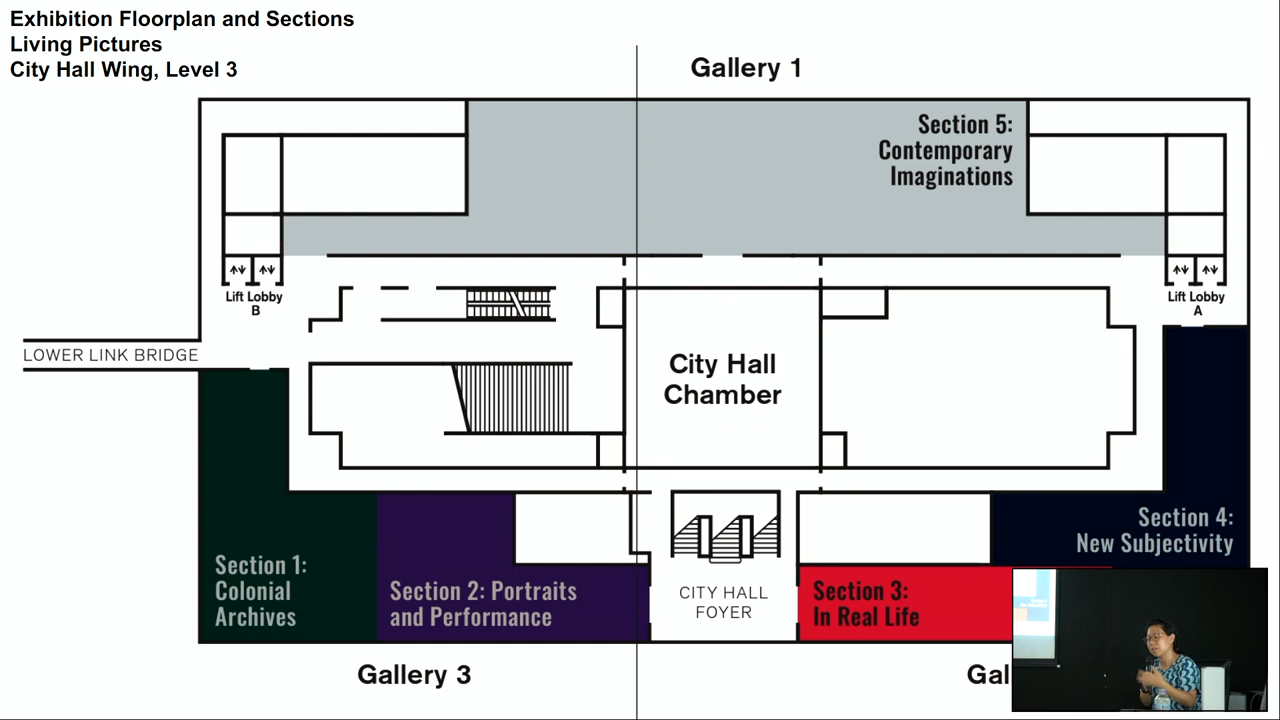 Exhibition Floorplan and Sections
Living Pictures
City Hall Wing, Level 3
Gallery 1
Section 5:
Contemporary
Imaginations
Lift Lobby
B
Lift Lobby
A
LOWER LINK BRIDGE
City Hall
Chamber
Section 1:
Colonial
Archives
Section 2: Portraits
and Performance
CITY HALL
FOYER
Section 3:
In Real Life
Section 4:
New Subjectivity
Gallery 3
Gal